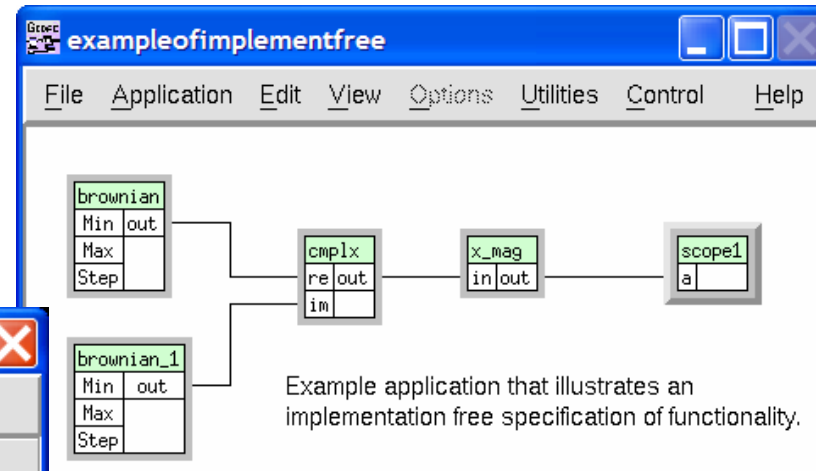 exampleofimplementfree
File Application Edit View Options Utilities Control Help
brownian
Min out
Max
Step
cmplx
re out
im
x_mag
in out
scope1
a
brownian_1
Min out
Max
Step
Example application that illustrates an
implementation free specification of functionality.